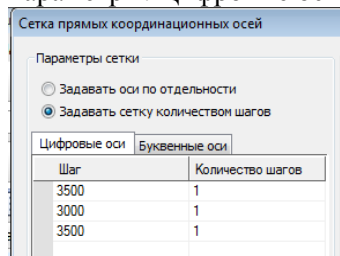 Сетка прямых координационных осей
Параметры сетки
Задавать оси по отдельности
Задавать сетку количеством шагов
Цифровые оси Буквенные оси
Шаг Количество шагов
3500 1
3000 1
3500 1